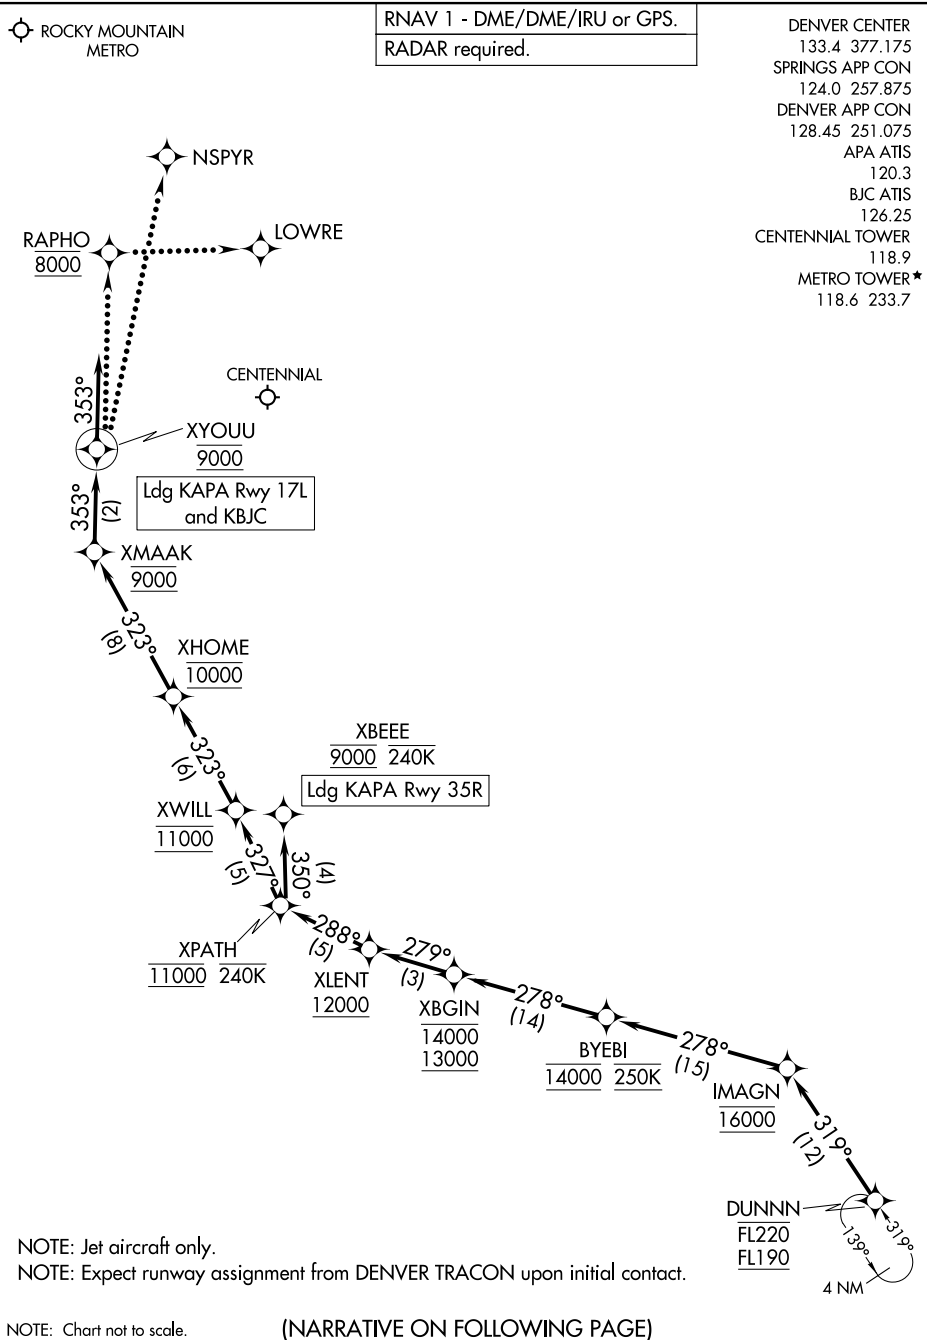 ROCKY MOUNTAIN
METRO
RNAV 1 - DME/DME/IRU or GPS.
RADAR required.
DENVER CENTER
133.4 377.175
SPRINGS APP CON
124.0 257.875
DENVER APP CON
128.45 251.075
APA ATIS
120.3
BJC ATIS
126.25
CENTENNIAL TOWER
118.9
METRO TOWER★
118.6 233.7
NSPYR
RAPHO
8000
LOWRE
CENTENNIAL
353°
XYOUU
9000
Ldg KAPA Rwy 17L
and KBJC
353°
(2)
XMAAK
9000
323°
(8)
XHOME
10000
323°
(6)
XBEEE
9000 240K
Ldg KAPA Rwy 35R
XWILL
11000
327°
(5)
350°
(4)
XPATH
11000 240K
288°
(5)
XLENT
12000
279°
(3)
XBGIN
14000
13000
278°
(14)
BYEBI
14000 250K
278°
(15)
IMAGN
16000
319°
(12)
DUNNN
FL220
FL190
139°
319°
4 NM
NOTE: Jet aircraft only.
NOTE: Expect runway assignment from DENVER TRACON upon initial contact.
NOTE: Chart not to scale.
(NARRATIVE ON FOLLOWING PAGE)